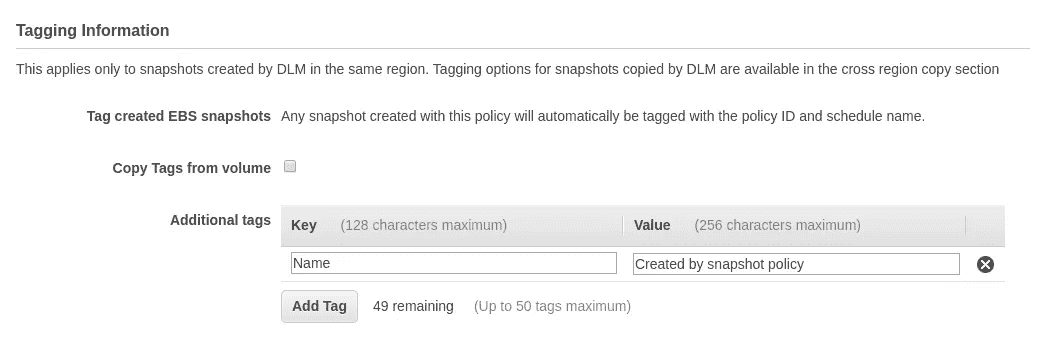 Tagging Information
This applies only to snapshots created by DLM in the same region. Tagging options for snapshots copied by DLM are available in the cross region copy section
Tag created EBS snapshots Any snapshot created with this policy will automatically be tagged with the policy ID and schedule name.
Copy Tags from volume
Additional tags Key (128 characters maximum) Value (256 characters maximum)
Name Created by snapshot policy
Add Tag 49 remaining (Up to 50 tags maximum)